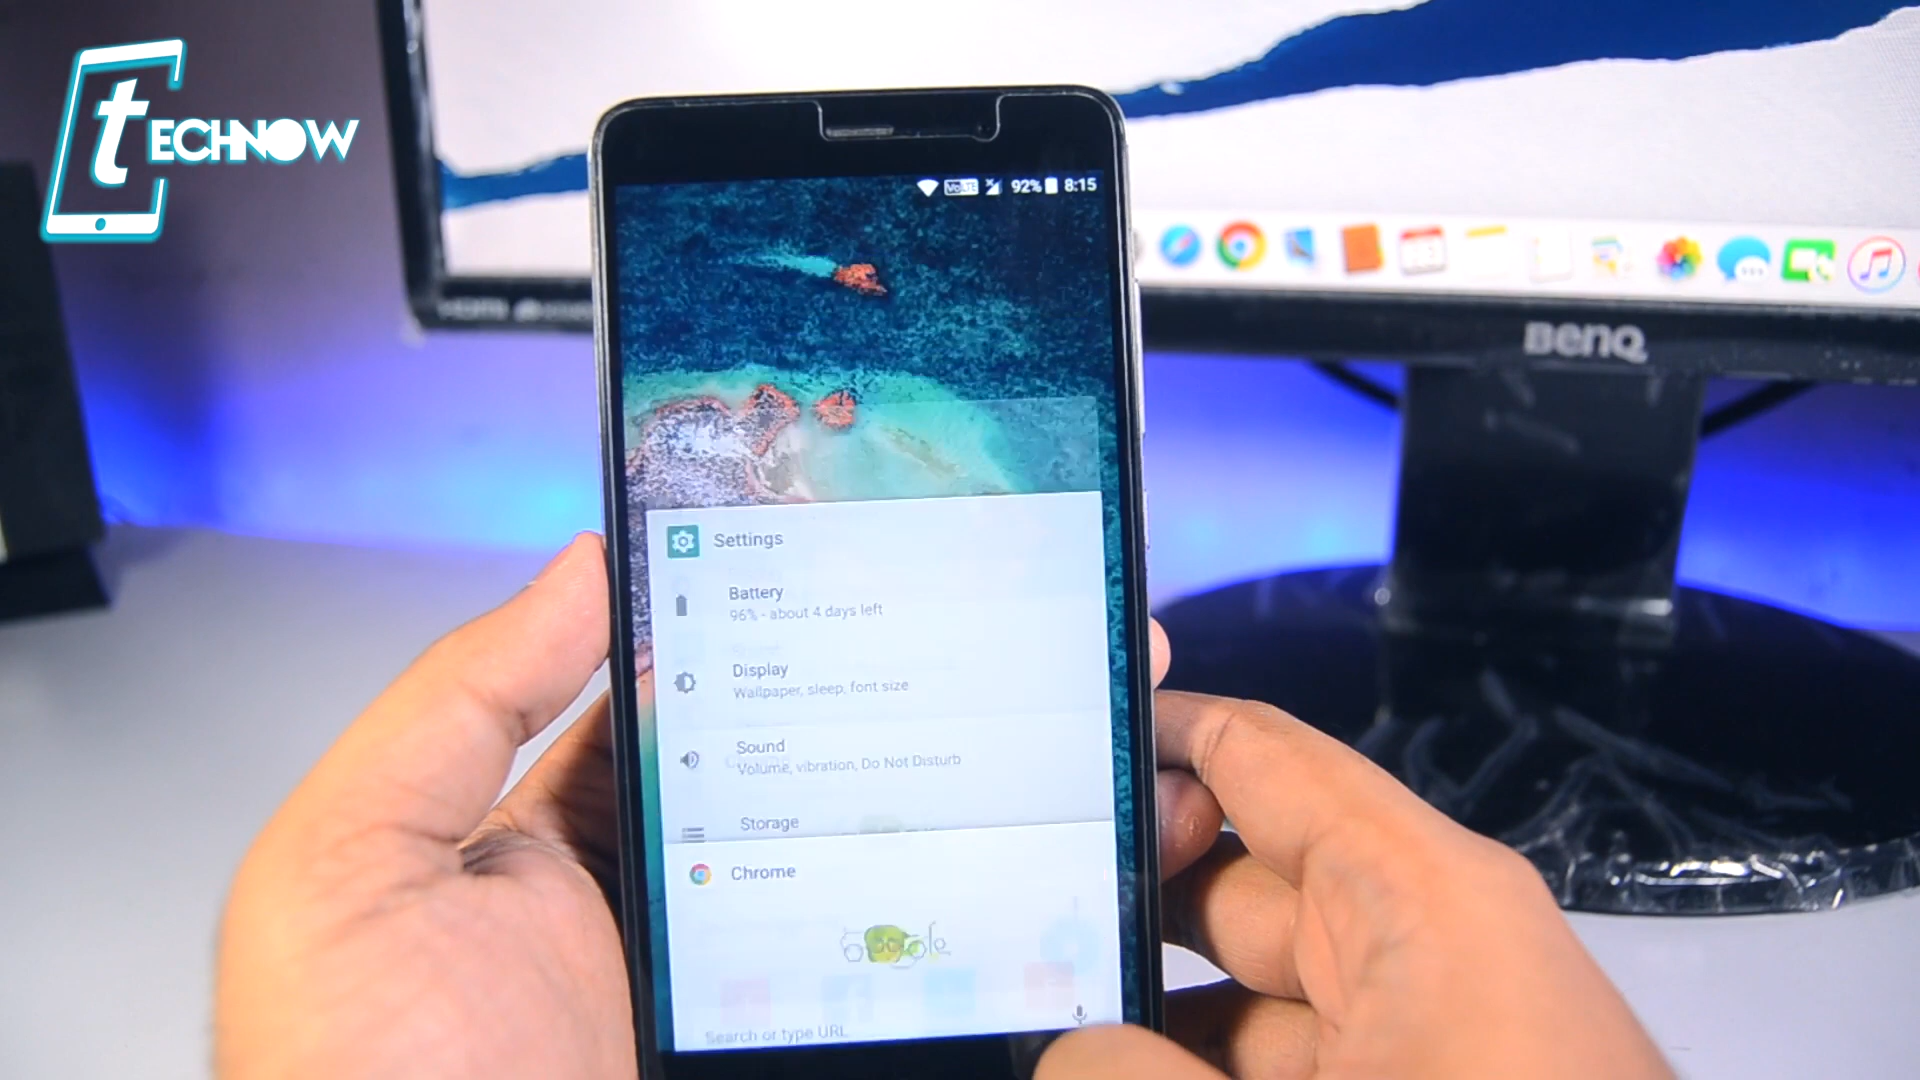 tECHNOW
VoLTE 92% 8:15
BenQ
Settings
Battery
96% - about 4 days left
Display
Wallpaper, sleep, font size
Sound
Volume, vibration, Do Not Disturb
Storage
Chrome
Google
Search or type URL